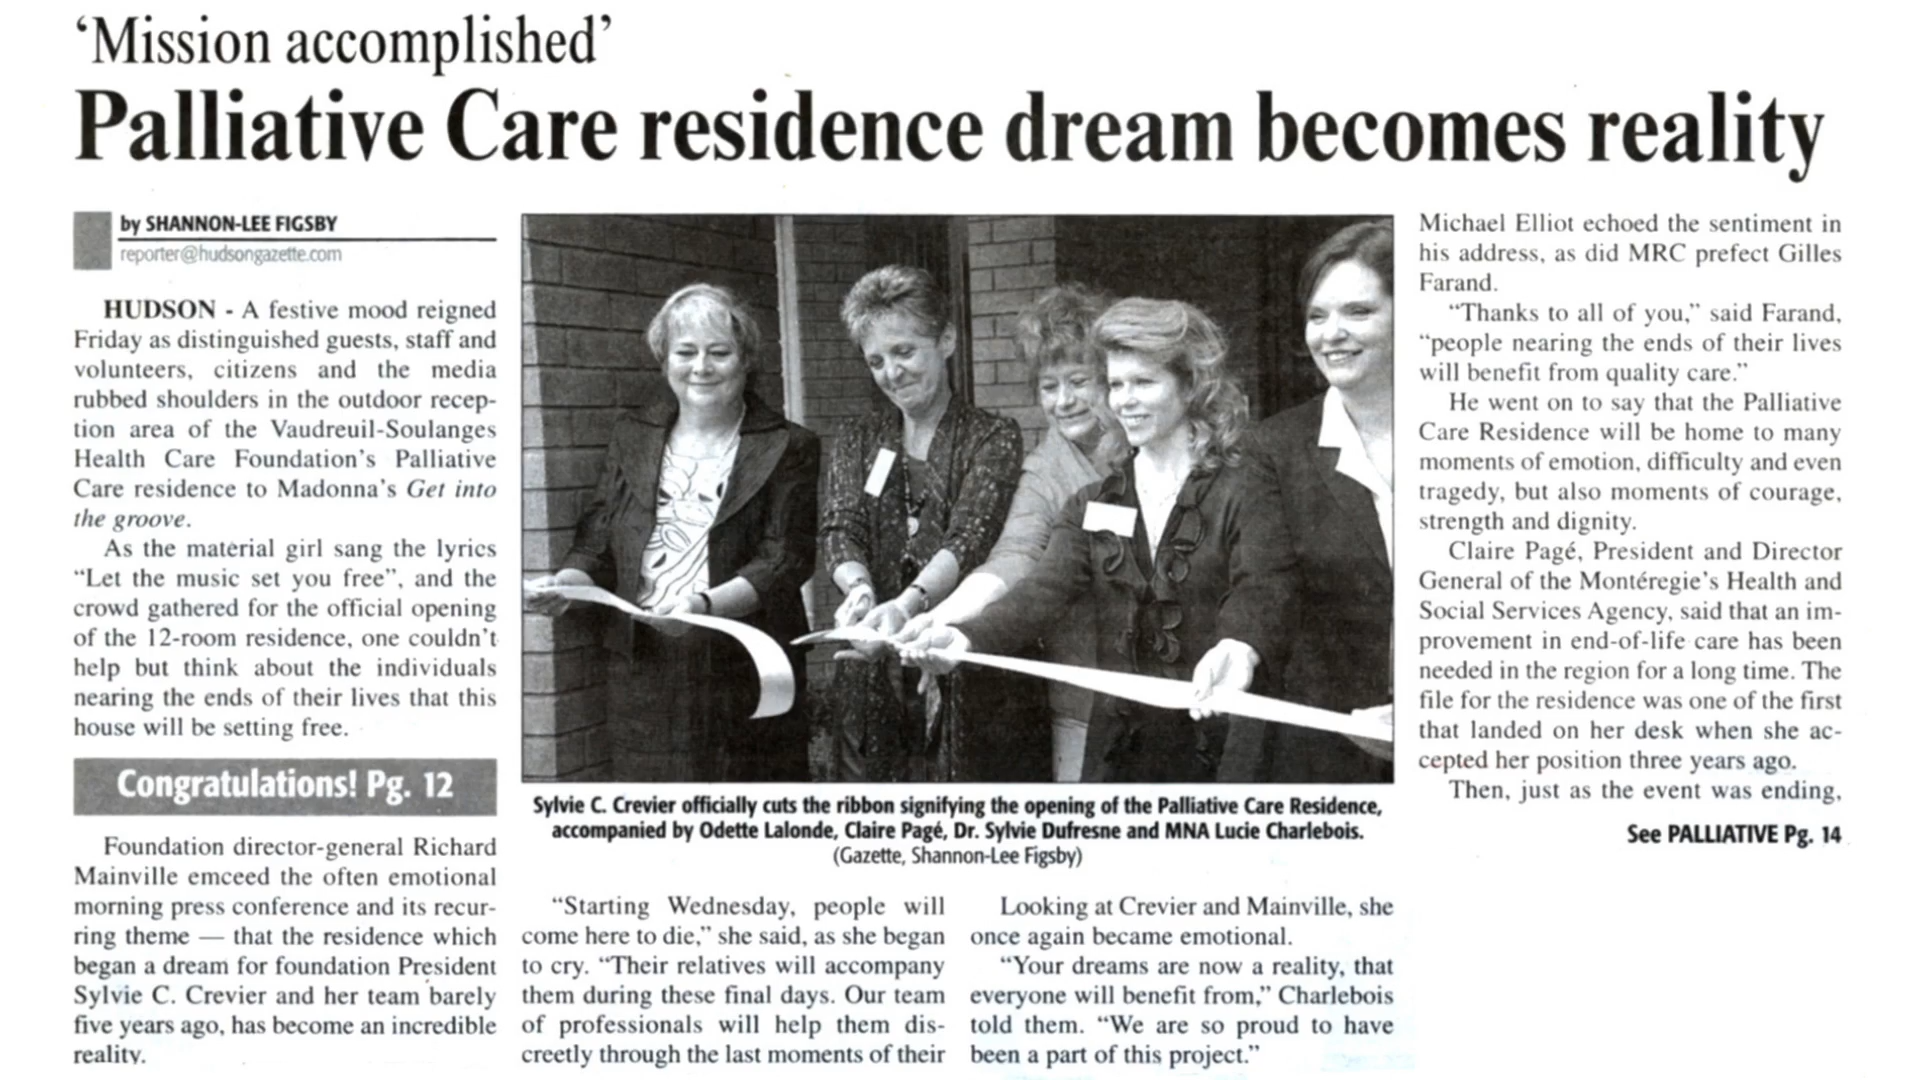 ‘Mission accomplished’
Palliative Care residence dream becomes reality
by SHANNON-LEE FIGSBY
reporter@hudsongazette.com
HUDSON - A festive mood reigned
Friday as distinguished guests, staff and
volunteers, citizens and the media
rubbed shoulders in the outdoor recep-
tion area of the Vaudreuil-Soulanges
Health Care Foundation’s Palliative
Care residence to Madonna’s Get into
the groove.
As the material girl sang the lyrics
“Let the music set you free”, and the
crowd gathered for the official opening
of the 12-room residence, one couldn’t
help but think about the individuals
nearing the ends of their lives that this
house will be setting free.
Congratulations! Pg. 12
Foundation director-general Richard
Mainville emceed the often emotional
morning press conference and its recur-
ring theme — that the residence which
began a dream for foundation President
Sylvie C. Crevier and her team barely
five years ago, has become an incredible
reality.
Sylvie C. Crevier officially cuts the ribbon signifying the opening of the Palliative Care Residence,
accompanied by Odette Lalonde, Claire Pagé, Dr. Sylvie Dufresne and MNA Lucie Charlebois.
(Gazette, Shannon-Lee Figsby)
“Starting Wednesday, people will
come here to die,” she said, as she began
to cry. “Their relatives will accompany
them during these final days. Our team
of professionals will help them dis-
creetly through the last moments of their
Looking at Crevier and Mainville, she
once again became emotional.
“Your dreams are now a reality, that
everyone will benefit from,” Charlebois
told them. “We are so proud to have
been a part of this project.”
Michael Elliot echoed the sentiment in
his address, as did MRC prefect Gilles
Farand.
“Thanks to all of you,” said Farand,
“people nearing the ends of their lives
will benefit from quality care.”
He went on to say that the Palliative
Care Residence will be home to many
moments of emotion, difficulty and even
tragedy, but also moments of courage,
strength and dignity.
Claire Pagé, President and Director
General of the Montéregie’s Health and
Social Services Agency, said that an im-
provement in end-of-life care has been
needed in the region for a long time. The
file for the residence was one of the first
that landed on her desk when she ac-
cepted her position three years ago.
Then, just as the event was ending,
See PALLIATIVE Pg. 14